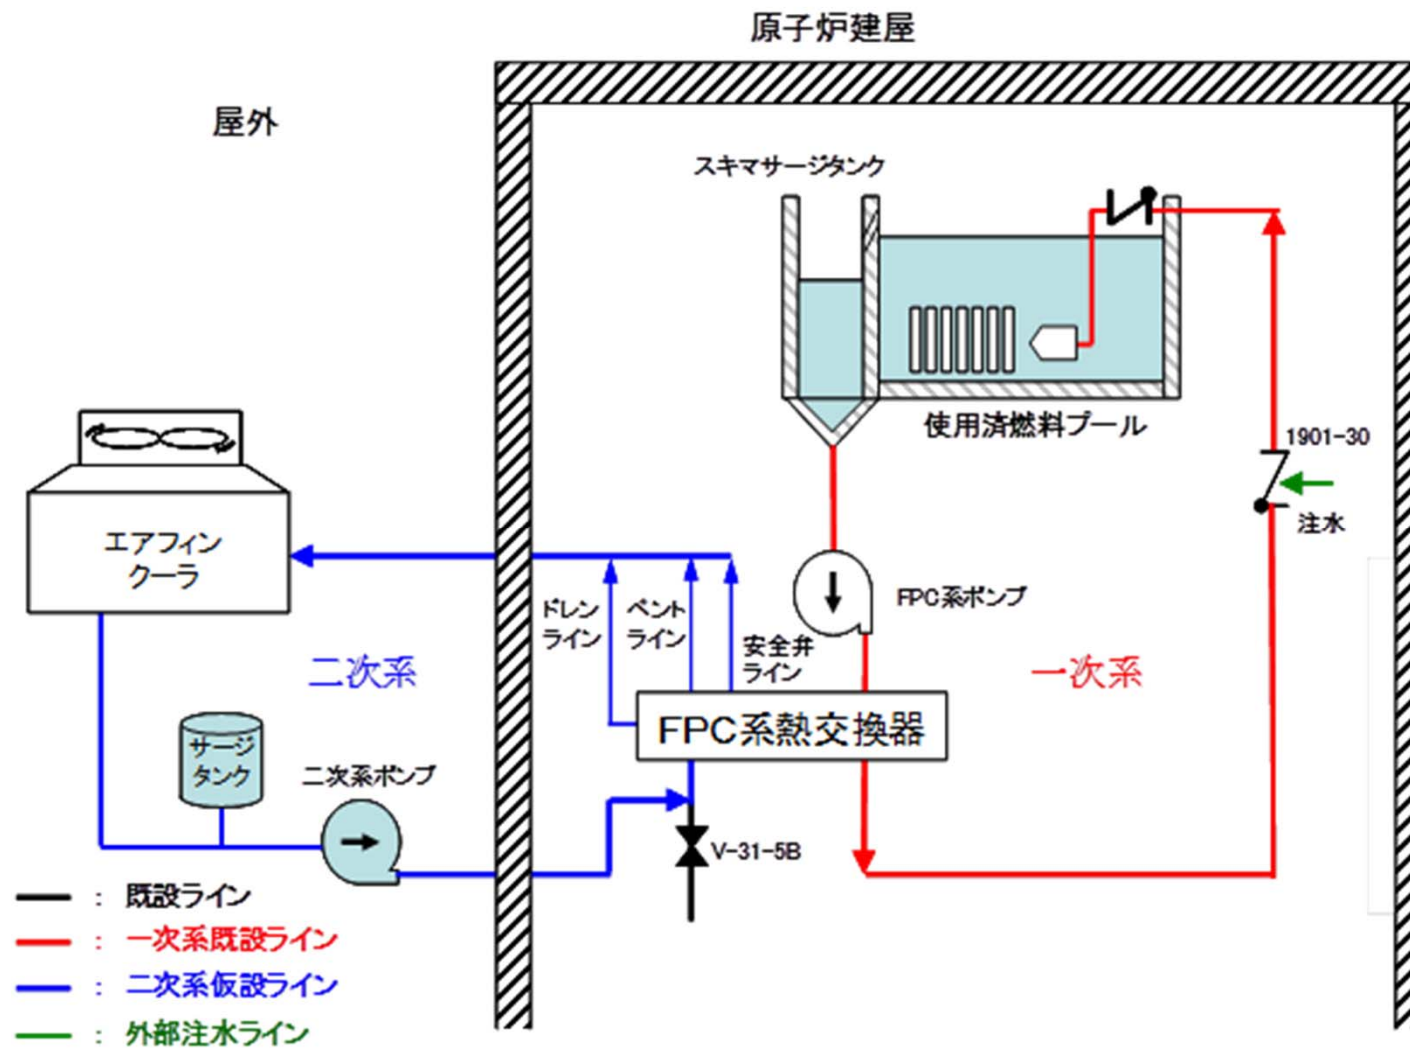 原子炉建屋
屋外
スキマサージタンク
使用済燃料プール
1901-30
注水
エアフィン
クーラ
ドレン
ライン
ベント
ライン
安全弁
ライン
FPC系ポンプ
二次系
一次系
FPC系熱交換器
サージ
タンク
二次系ポンプ
V-31-5B
: 既設ライン
: 一次系既設ライン
: 二次系仮設ライン
: 外部注水ライン